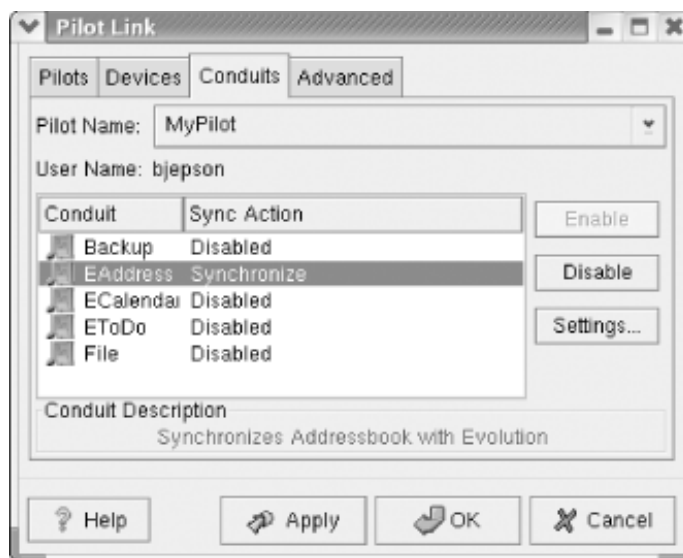 Pilot Link
Pilots Devices Conduits Advanced
Pilot Name: MyPilot
User Name: bjepson
Conduit Sync Action
Enable
Backup Disabled
EAddress Synchronize
Disable
ECalendar Disabled
EToDo Disabled
Settings...
File Disabled
Conduit Description
Synchronizes Addressbook with Evolution
Help Apply OK Cancel